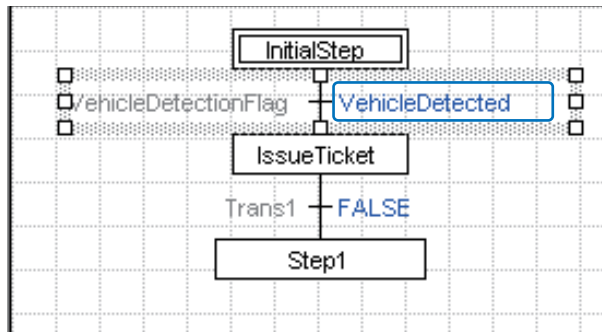 InitialStep
VehicleDetectionFlag VehicleDetected
IssueTicket
Trans1 FALSE
Step1